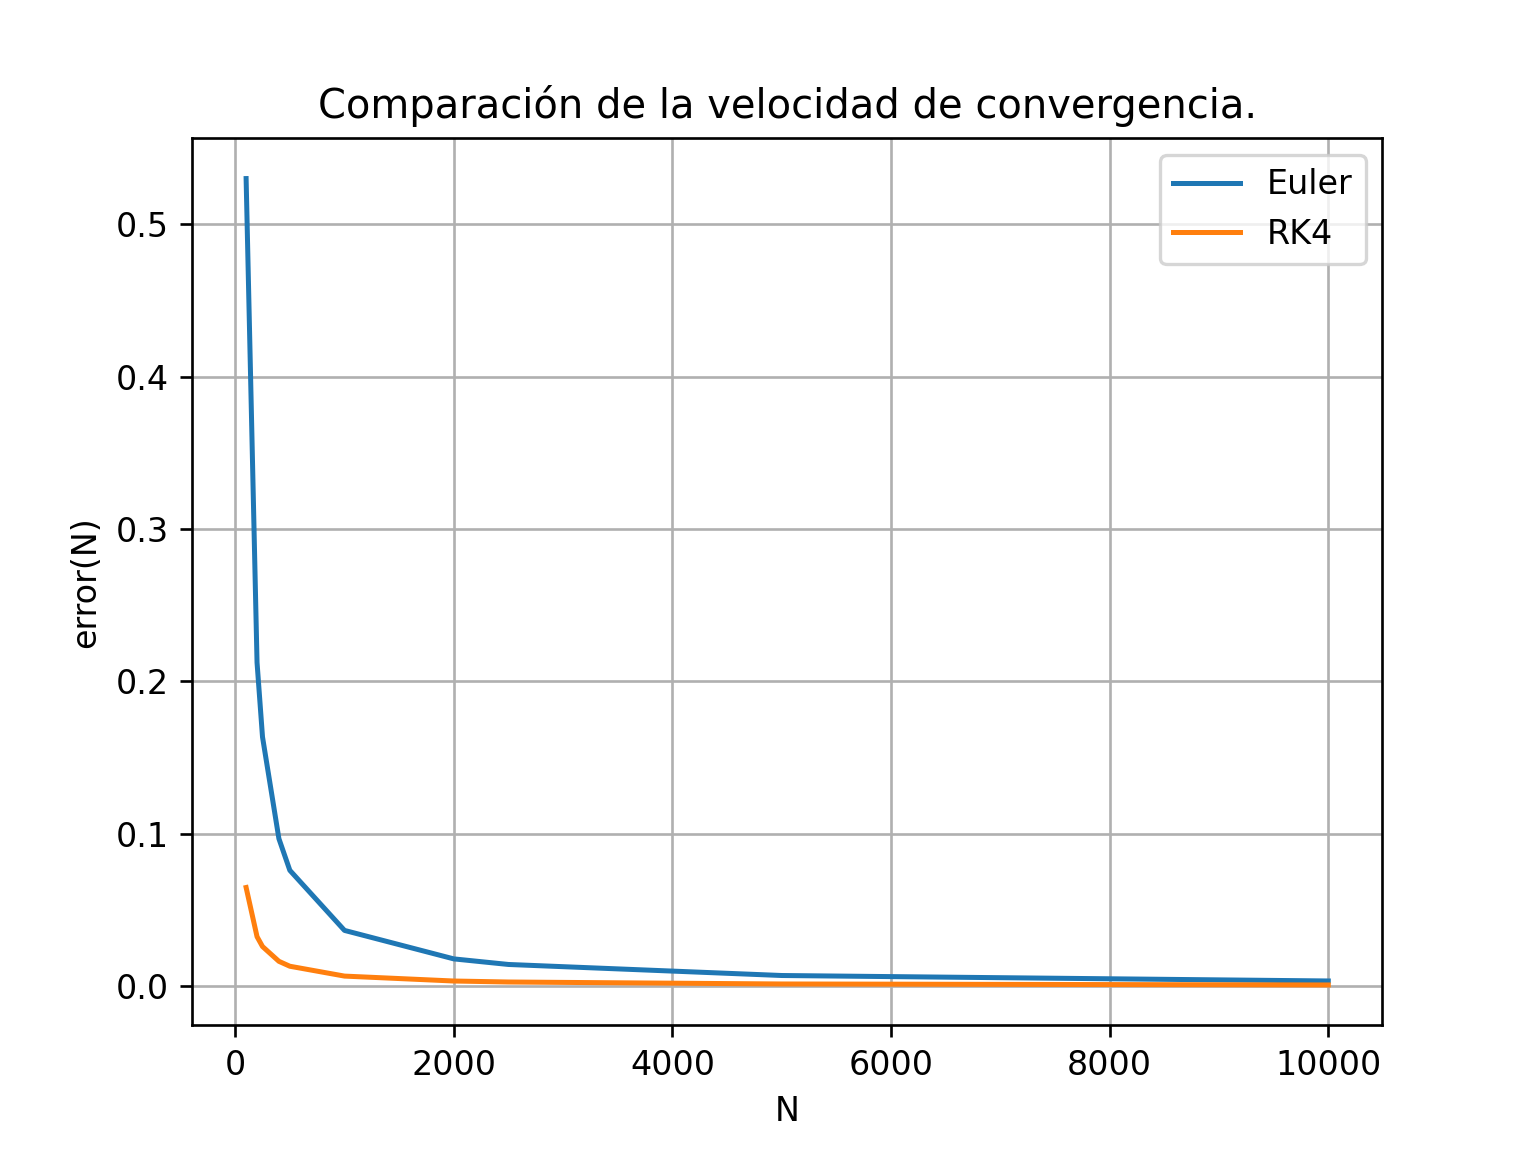 Comparación de la velocidad de convergencia.
Euler
RK4
0.5
0.4
0.3
0.2
0.1
0.0
error(N)
0 2000 4000 6000 8000 10000
N